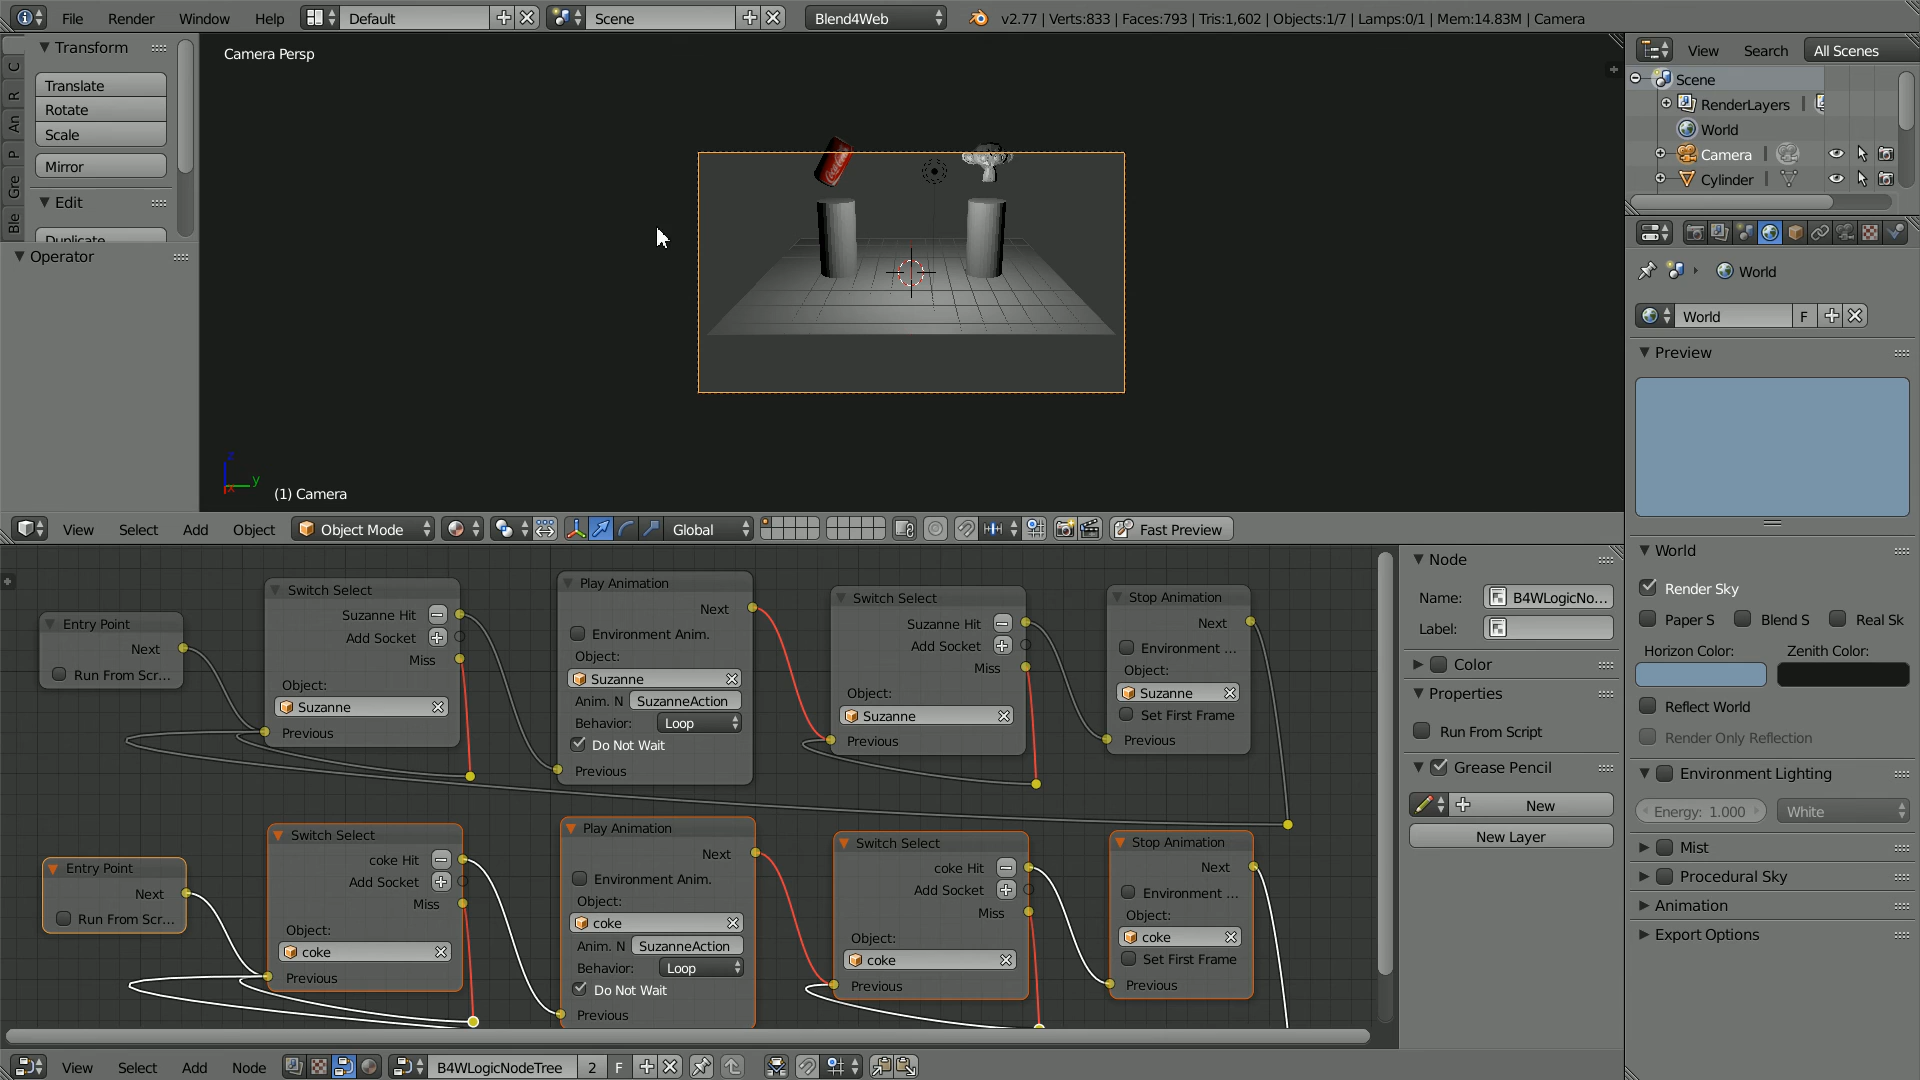 File
Render
Window
Help
Default
Scene
Blend4Web
v2.77 | Verts:833 | Faces:793 | Tris:1,602 | Objects:1/7 | Lamps:0/1 | Mem:14.83M | Camera
Transform
Translate
Rotate
Scale
Mirror
Edit
Duplicate
Operator
C
R
An
P
Gre
Ble
Camera Persp
z
y
x
(1) Camera
View
Select
Add
Object
Object Mode
Global
Fast Preview
View
Search
All Scenes
Scene
RenderLayers
World
Camera
Cylinder
World
World
F
Preview
World
Render Sky
Paper S
Blend S
Real Sk
Horizon Color:
Zenith Color:
Reflect World
Render Only Reflection
Environment Lighting
Energy: 1.000
White
Mist
Procedural Sky
Animation
Export Options
Entry Point
Next
Run From Scr...
Switch Select
Suzanne Hit
Add Socket
Miss
Object:
Suzanne
Previous
Play Animation
Next
Environment Anim.
Object:
Suzanne
Anim. N
SuzanneAction
Behavior:
Loop
Do Not Wait
Previous
Switch Select
Suzanne Hit
Add Socket
Miss
Object:
Suzanne
Previous
Stop Animation
Next
Environment ...
Object:
Suzanne
Set First Frame
Previous
Entry Point
Next
Run From Scr...
Switch Select
coke Hit
Add Socket
Miss
Object:
coke
Previous
Play Animation
Next
Environment Anim.
Object:
coke
Anim. N
SuzanneAction
Behavior:
Loop
Do Not Wait
Previous
Switch Select
coke Hit
Add Socket
Miss
Object:
coke
Previous
Stop Animation
Next
Environment ...
Object:
coke
Set First Frame
Previous
Node
Name:
B4WLogicNo...
Label:
Color
Properties
Run From Script
Grease Pencil
New
New Layer
View
Select
Add
Node
B4WLogicNodeTree
2
F